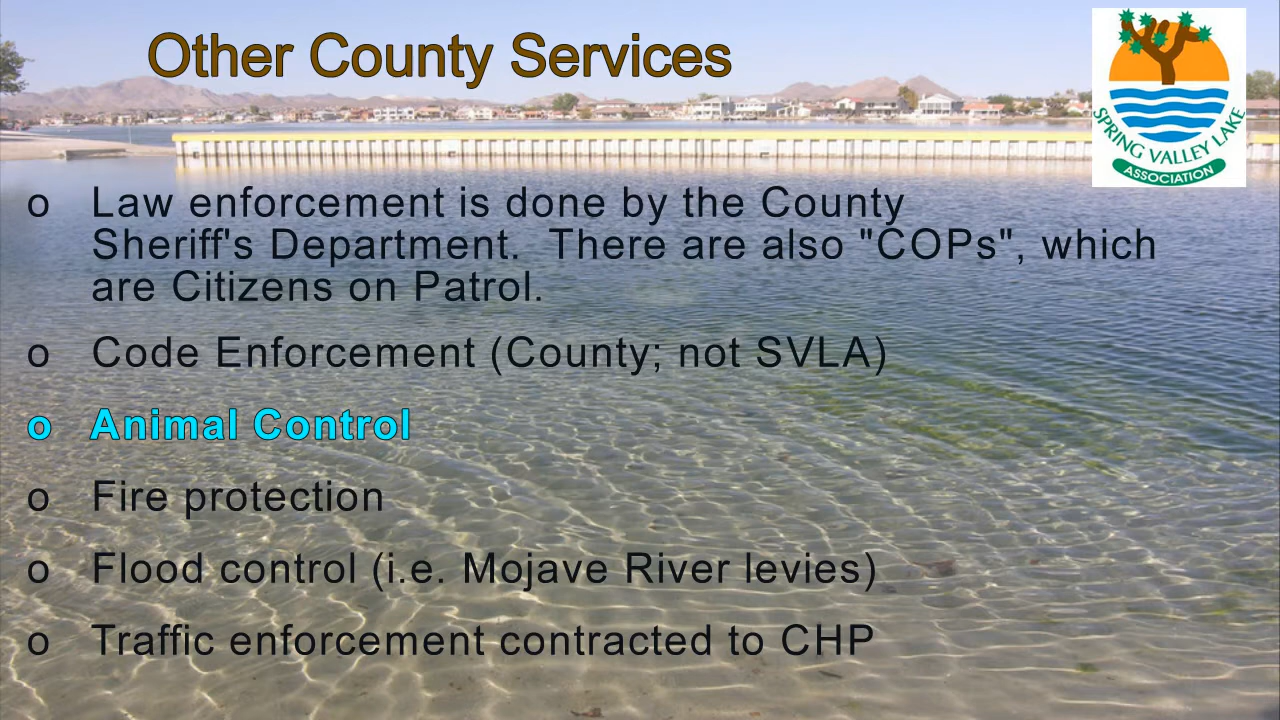 Other County Services
SPRING VALLEY LAKE
ASSOCIATION
o Law enforcement is done by the County
Sheriff's Department.  There are also "COPs", which
are Citizens on Patrol.
o Code Enforcement (County; not SVLA)
o Animal Control
o Fire protection
o Flood control (i.e. Mojave River levies)
o Traffic enforcement contracted to CHP